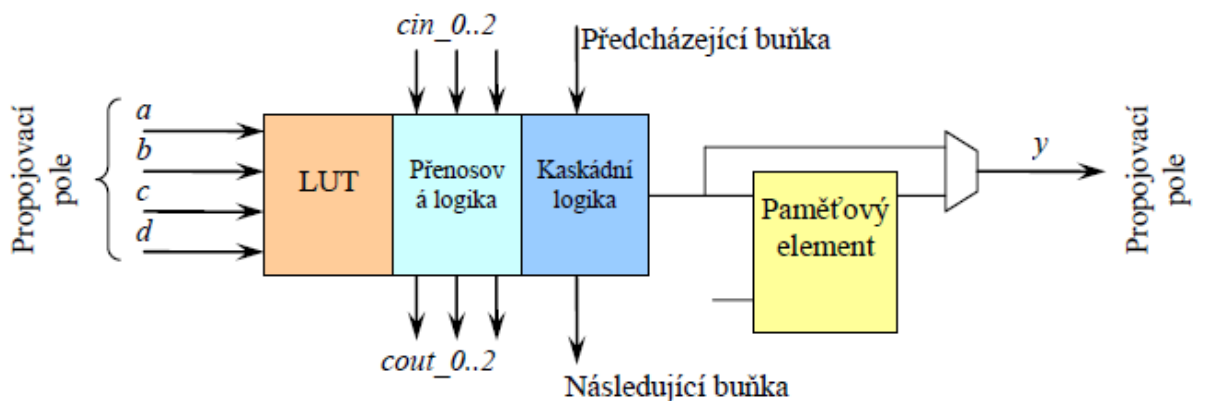 cin_0..2
Předcházející buňka
Propojovací
pole
a
b
c
d
LUT
Přenosov
á logika
Kaskádní
logika
Paměťový
element
y
Propojovací
pole
cout_0..2
Následující buňka